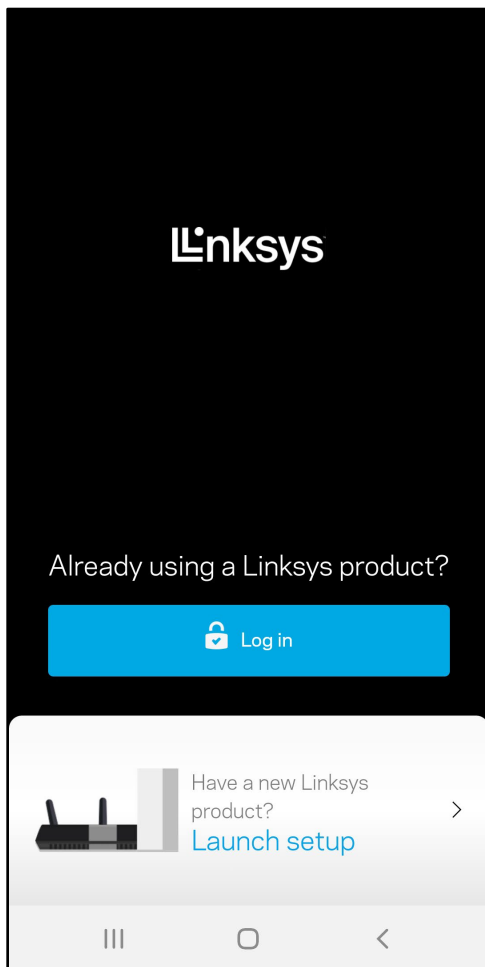 Linksys
Already using a Linksys product?
Log in
Have a new Linksys
product?
Launch setup